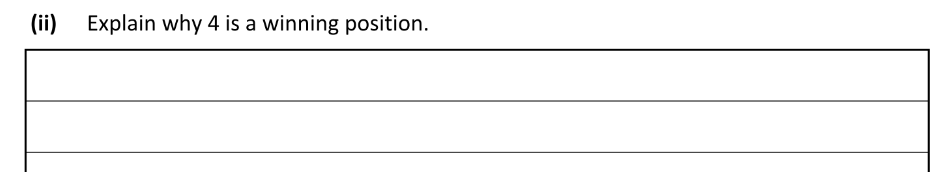 (ii) Explain why 4 is a winning position.